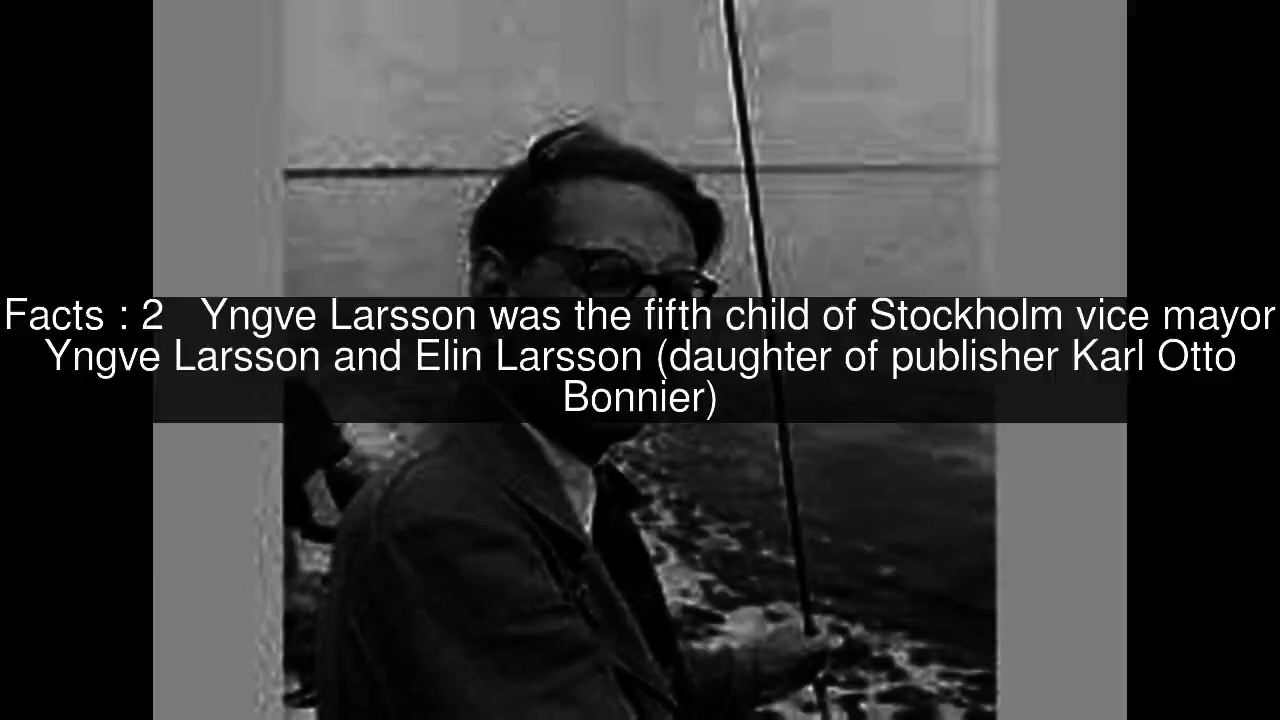 Facts : 2   Yngve Larsson was the fifth child of Stockholm vice mayor
Yngve Larsson and Elin Larsson (daughter of publisher Karl Otto
Bonnier)